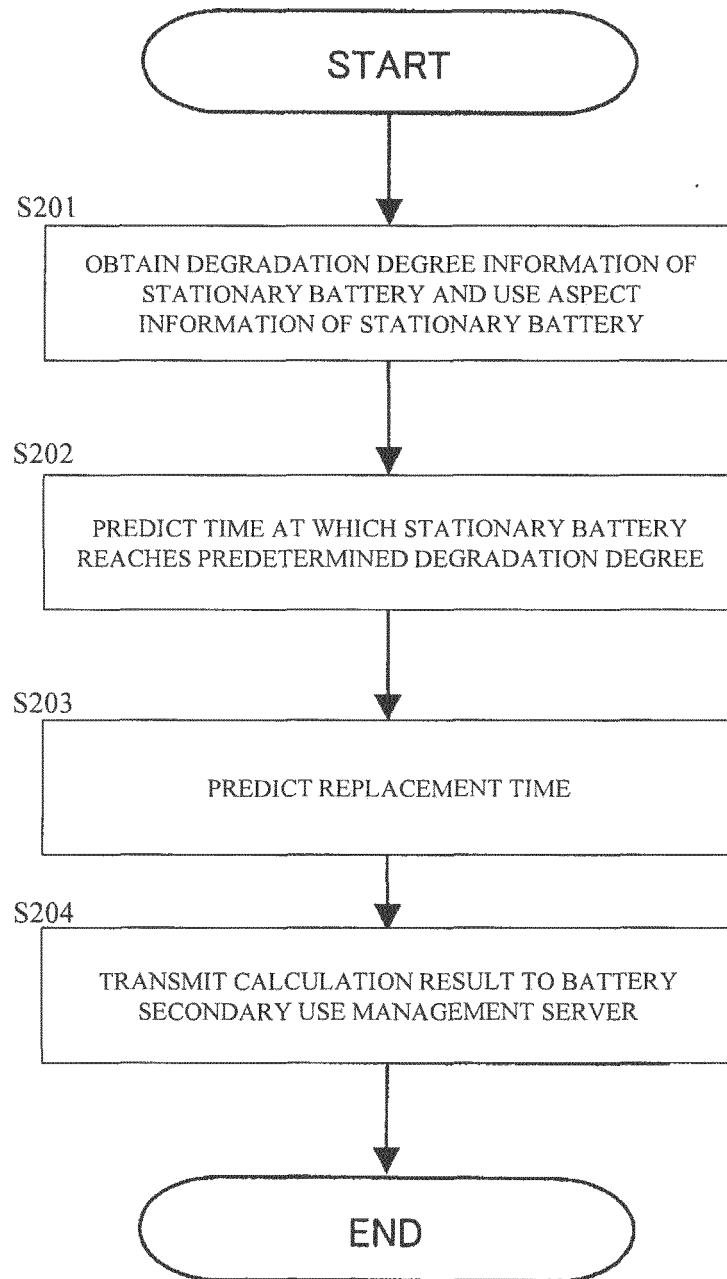 START
S201
OBTAIN DEGRADATION DEGREE INFORMATION OF
STATIONARY BATTERY AND USE ASPECT
INFORMATION OF STATIONARY BATTERY
S202
PREDICT TIME AT WHICH STATIONARY BATTERY
REACHES PREDETERMINED DEGRADATION DEGREE
S203
PREDICT REPLACEMENT TIME
S204
TRANSMIT CALCULATION RESULT TO BATTERY
SECONDARY USE MANAGEMENT SERVER
END